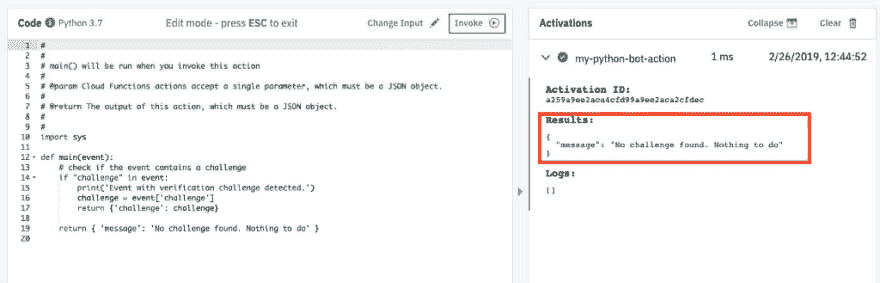 Code Python 3.7
Edit mode - press ESC to exit
Change Input
Invoke
1 #
2 #
3 # main() will be run when you invoke this action
4 #
5 # @param Cloud Functions actions accept a single parameter, which must be a JSON object.
6 #
7 # @return The output of this action, which must be a JSON object.
8 #
9 #
10 import sys
11
12 def main(event):
13 # check if the event contains a challenge
14 if "challenge" in event:
15 print('Event with verification challenge detected.')
16 challenge = event['challenge']
17 return {'challenge': challenge}
18
19 return { 'message': 'No challenge found. Nothing to do' }
20
Activations
Collapse
Clear
my-python-bot-action
1 ms
2/26/2019, 12:44:52
Activation ID:
a259a9ee2aca4cfd99a9ee2aca2cfdec
Results:
{
"message": "No challenge found. Nothing to do"
}
Logs:
[]